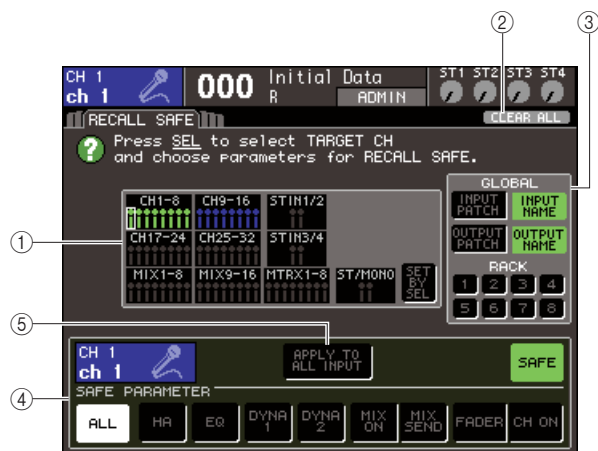 ② ③
CH 1
ch 1
000 Initial Data
R ADMIN
ST1 ST2 ST3 ST4
RECALL SAFE
CLEAR ALL
? Press SEL to select TARGET CH
and choose parameters for RECALL SAFE.
GLOBAL
INPUT PATCH
INPUT NAME
OUTPUT PATCH
OUTPUT NAME
RACK
1 2 3 4
5 6 7 8
①
CH1-8 CH9-16 STIN1/2
CH17-24 CH25-32 STIN3/4
MIX1-8 MIX9-16 MTRX1-8 ST/MONO
SET BY SEL
⑤
④
CH 1
ch 1
APPLY TO
ALL INPUT
SAFE
SAFE PARAMETER
ALL HA EQ DYNA 1 DYNA 2 MIX ON MIX SEND FADER CH ON